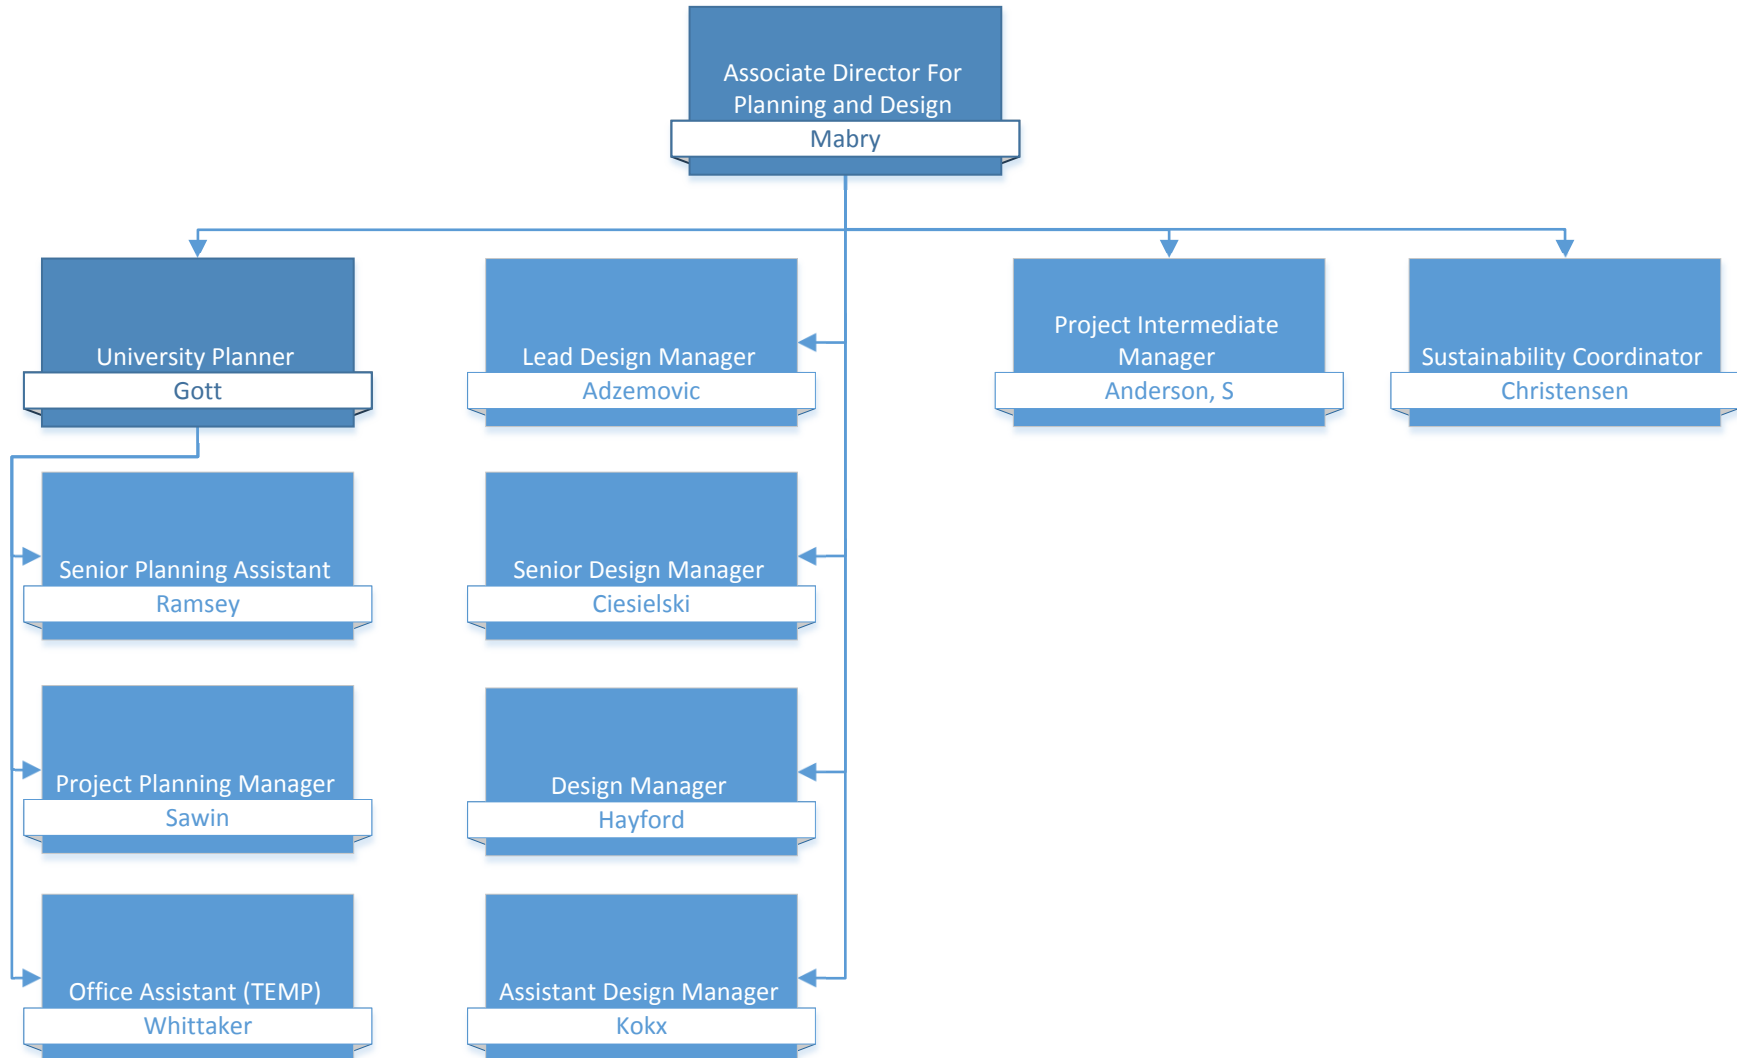 Associate Director For
Planning and Design
Mabry
University Planner
Gott
Lead Design Manager
Adzemovic
Project Intermediate
Manager
Anderson, S
Sustainability Coordinator
Christensen
Senior Planning Assistant
Ramsey
Senior Design Manager
Ciesielski
Project Planning Manager
Sawin
Design Manager
Hayford
Office Assistant (TEMP)
Whittaker
Assistant Design Manager
Kokx